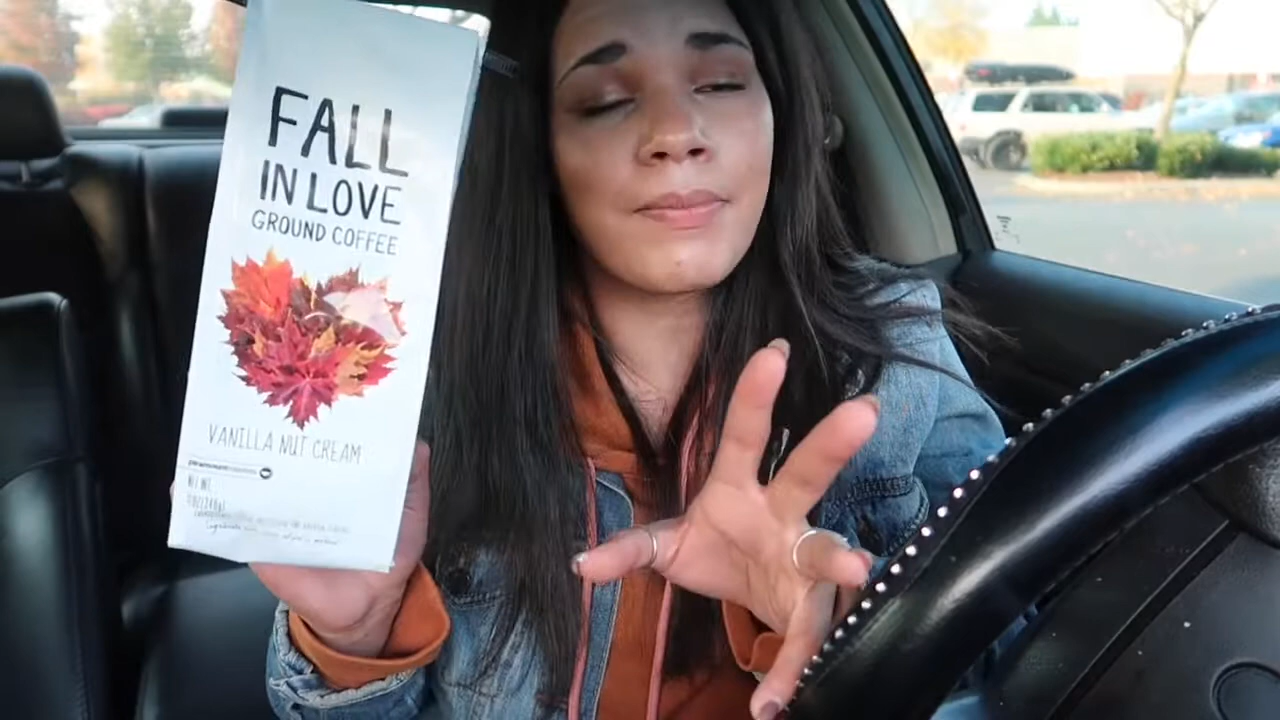 FALL
IN LOVE
GROUND COFFEE
VANILLA NUT CREAM
NET WT.